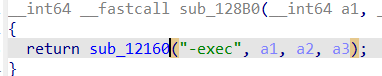 __int64 __fastcall sub_128B0(__int64 a1,
{
return sub_12160("-exec", a1, a2, a3);
}